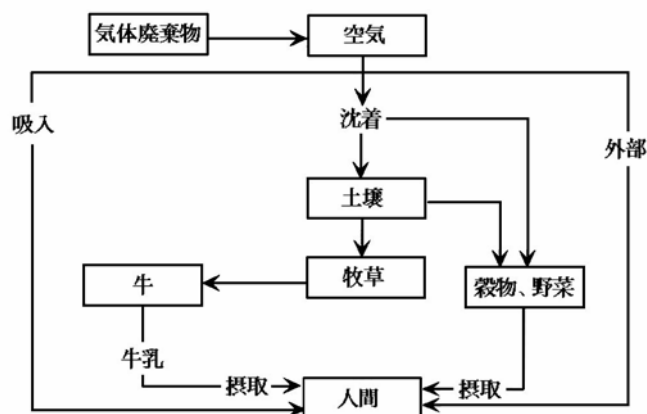 気体廃棄物
空気
吸入
沈着
外部
土壌
牛
牧草
穀物、野菜
牛乳
摂取
摂取
人間